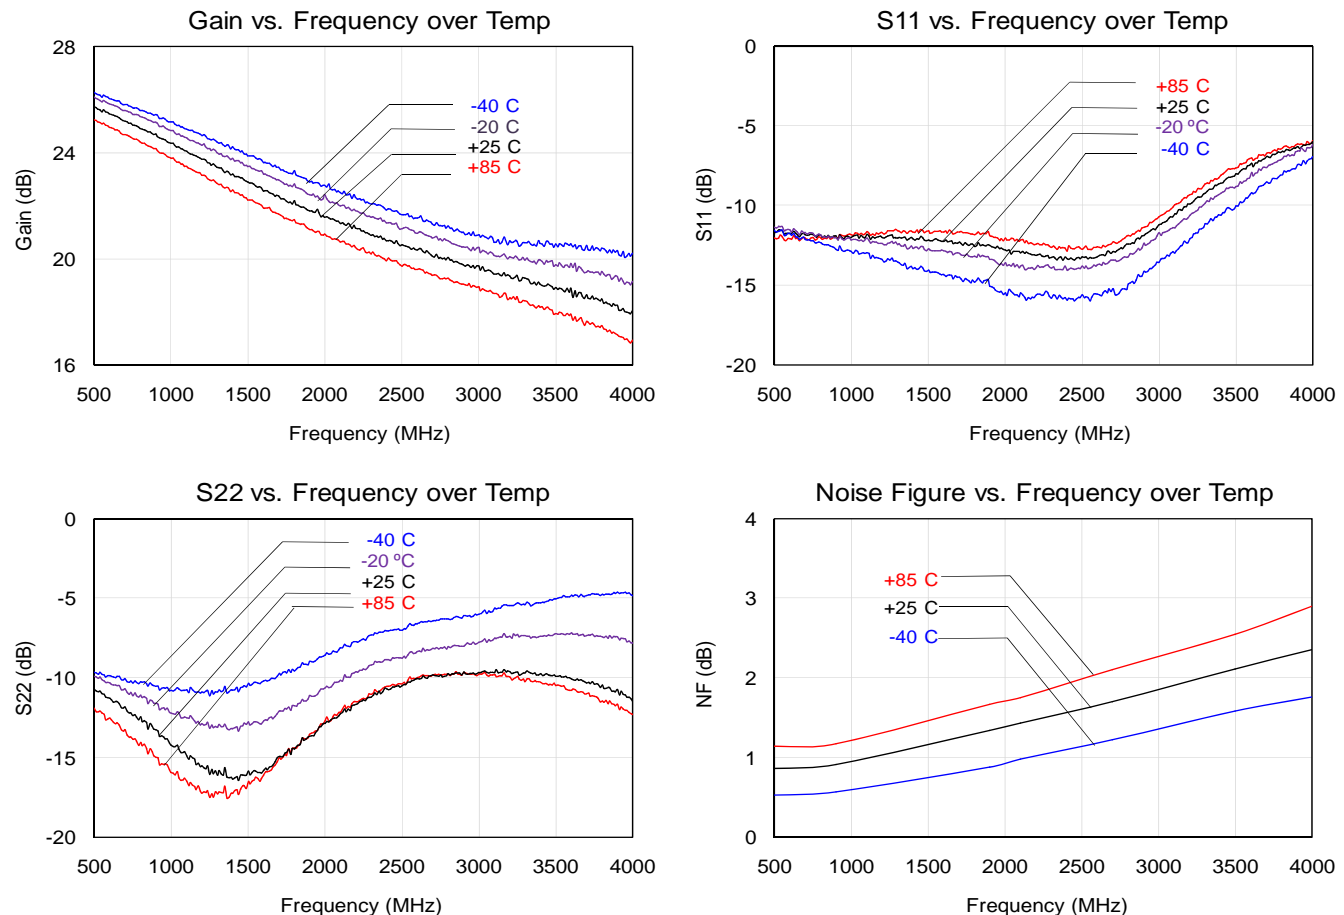 Gain vs. Frequency over Temp
28
24
20
16
Gain (dB)
-40 C
-20 C
+25 C
+85 C
500 1000 1500 2000 2500 3000 3500 4000
Frequency (MHz)
S11 vs. Frequency over Temp
0
-5
-10
-15
-20
S11 (dB)
+85 C
+25 C
-20 ºC
-40 C
500 1000 1500 2000 2500 3000 3500 4000
Frequency (MHz)
S22 vs. Frequency over Temp
0
-5
-10
-15
-20
S22 (dB)
-40 C
-20 ºC
+25 C
+85 C
500 1000 1500 2000 2500 3000 3500 4000
Frequency (MHz)
Noise Figure vs. Frequency over Temp
4
3
2
1
0
NF (dB)
+85 C
+25 C
-40 C
500 1000 1500 2000 2500 3000 3500 4000
Frequency (MHz)